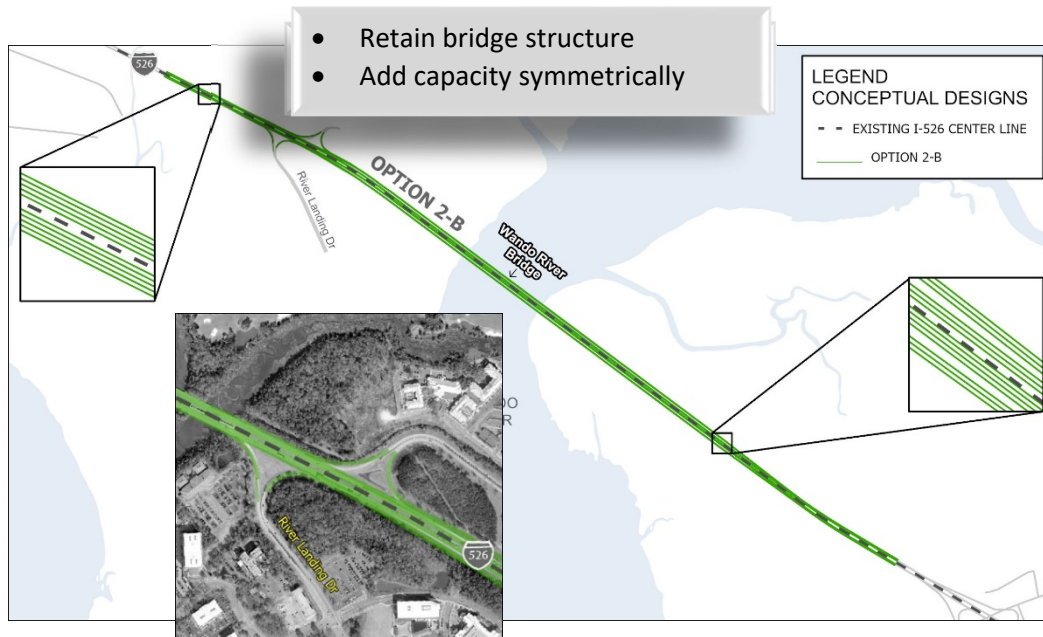 • Retain bridge structure
• Add capacity symmetrically
526
LEGEND
CONCEPTUAL DESIGNS
EXISTING I-526 CENTER LINE
OPTION 2-B
River Landing Dr
OPTION 2-B
Wando River
Bridge
DO
R
River Landing Dr
526